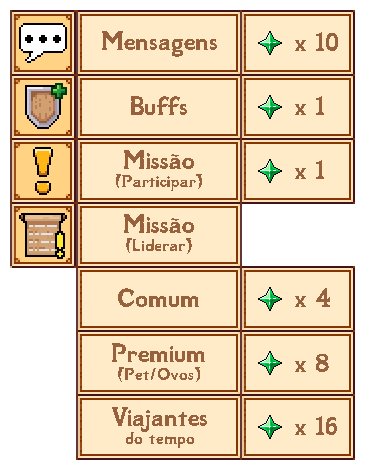 Mensagens x 10
Buffs x 1
Missão x 1
(Participar)
Missão
(Liderar)
Comum x 4
Premium x 8
(Pet/Ovos)
Viajantes x 16
do tempo